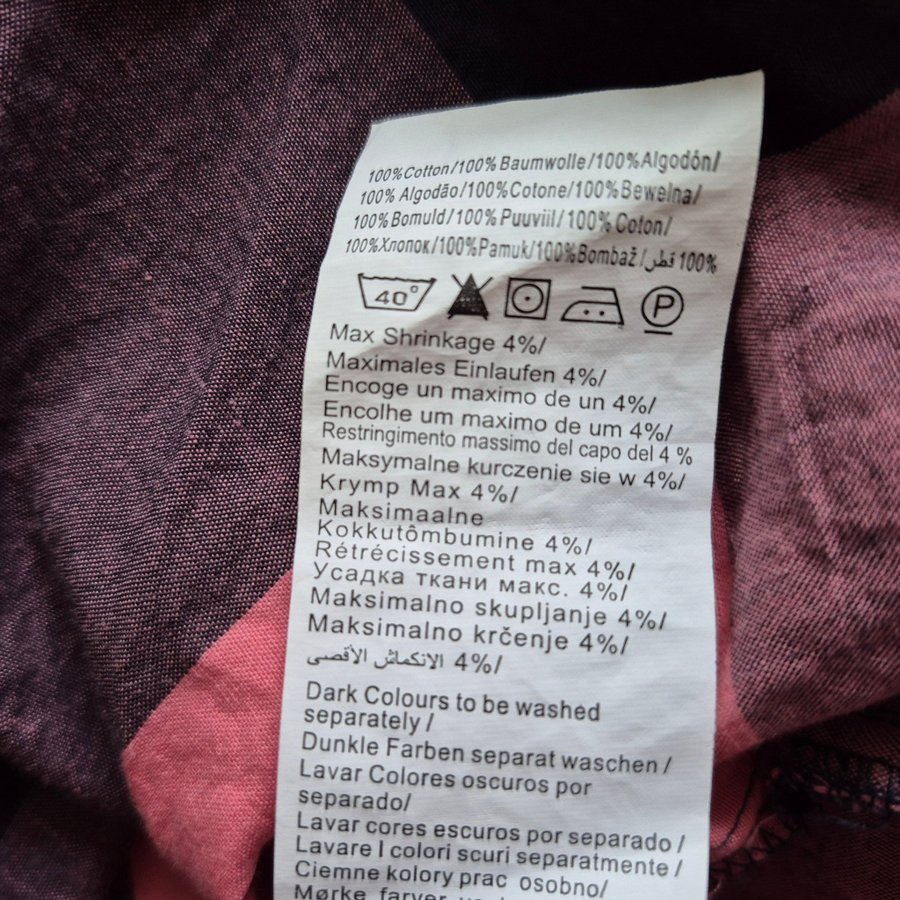 100%Cotton/100%Baumwolle/100%Algodón/
100% Algodão/100%Cotone/100%Bewelna/
100%Bomuld/100%Puuviil/100% Coton/
100%Хлопок/100%Pamuk/100%Bombaž/قطر 100%
40°
P
Max Shrinkage 4%/
Maximales Einlaufen 4%/
Encoge un maximo de un 4%/
Encolhe um maximo de um 4%/
Restringimento massimo del capo del 4 %
Maksymalne kurczenie sie w 4%/
Krymp Max 4%/
Maksimaalne
Kokkutômbumine 4%/
Rétrécissement max 4%/
Усадка ткани макс. 4%/
Maksimalno skupljanje 4%/
Maksimalno krčenje 4%/
الانكماش الأقصى 4%/
Dark Colours to be washed
separately /
Dunkle Farben separat waschen /
Lavar Colores oscuros por
separado/
Lavar cores escuros por separado /
Lavare I colori scuri separatmente /
Ciemne kolory prac osobno/
Mørke farver